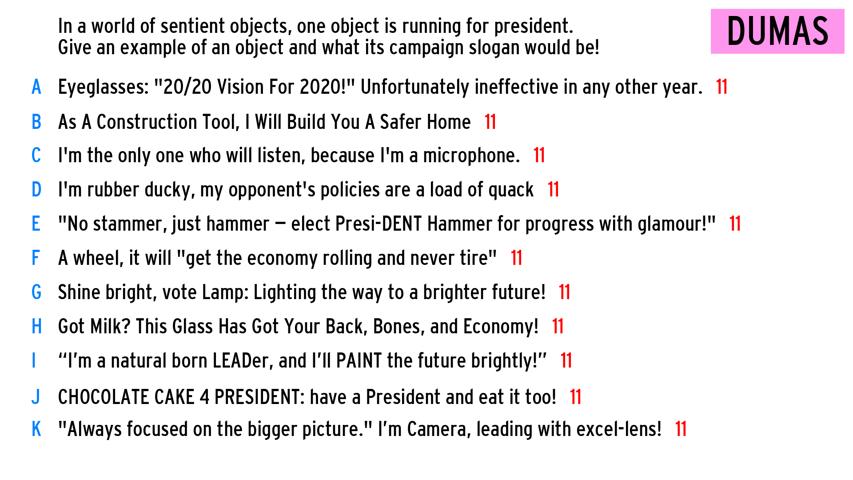 In a world of sentient objects, one object is running for president.
Give an example of an object and what its campaign slogan would be!
DUMAS
A Eyeglasses: "20/20 Vision For 2020!" Unfortunately ineffective in any other year. 11
B As A Construction Tool, I Will Build You A Safer Home 11
C I'm the only one who will listen, because I'm a microphone. 11
D I'm rubber ducky, my opponent's policies are a load of quack 11
E "No stammer, just hammer – elect Presi-DENT Hammer for progress with glamour!" 11
F A wheel, it will "get the economy rolling and never tire" 11
G Shine bright, vote Lamp: Lighting the way to a brighter future! 11
H Got Milk? This Glass Has Got Your Back, Bones, and Economy! 11
I “I’m a natural born LEADer, and I’ll PAINT the future brightly!” 11
J CHOCOLATE CAKE 4 PRESIDENT: have a President and eat it too! 11
K "Always focused on the bigger picture." I’m Camera, leading with excel-lens! 11